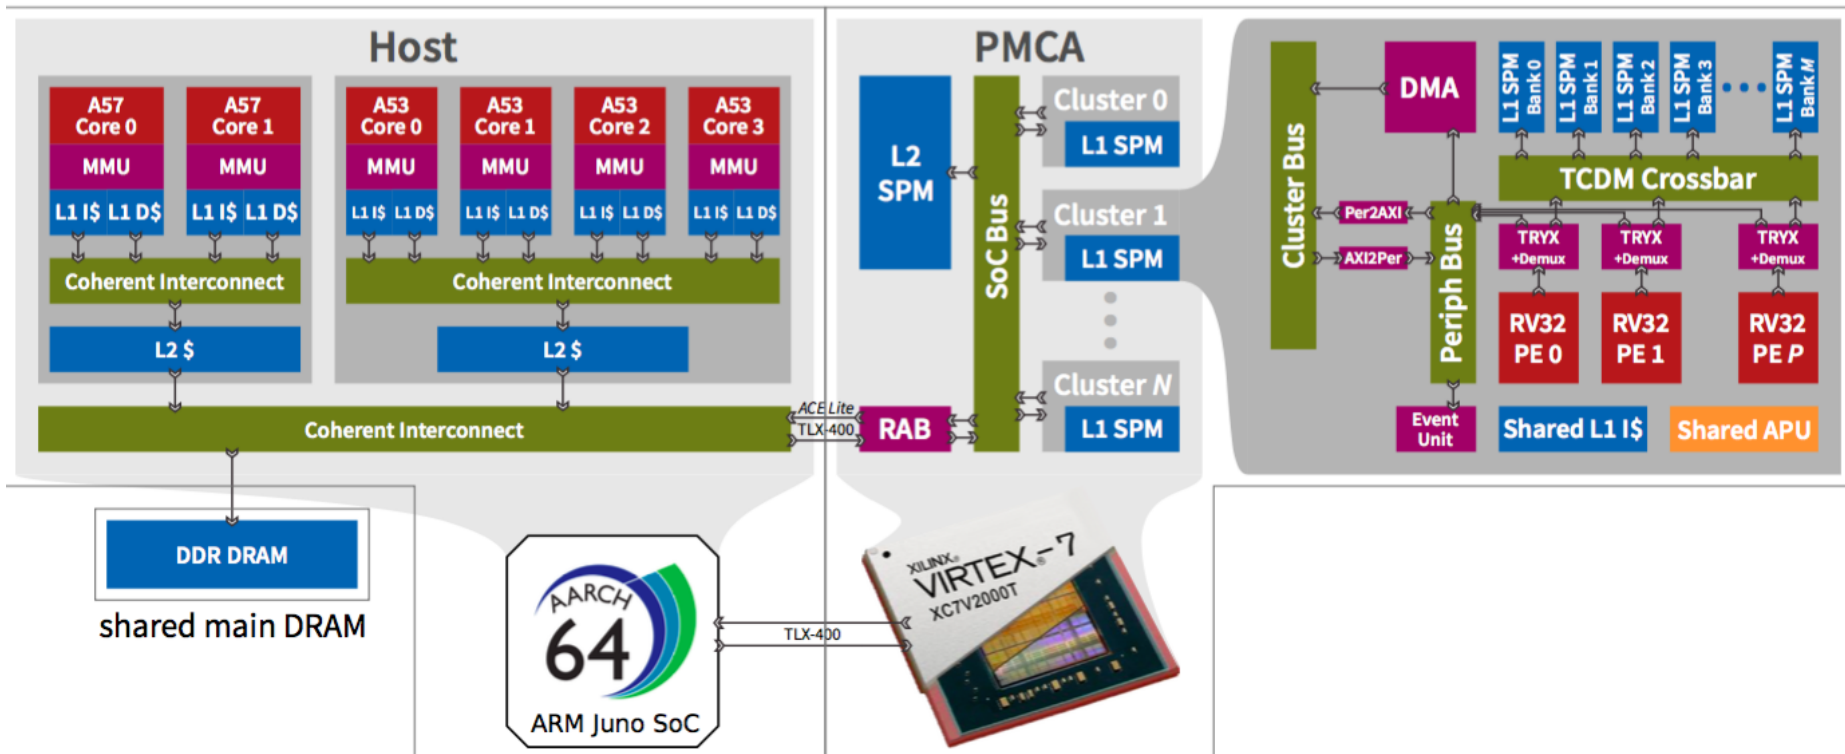 Host
A57
Core 0
MMU
L1 I$ L1 D$
A57
Core 1
MMU
L1 I$ L1 D$
Coherent Interconnect
L2 $
A53
Core 0
MMU
L1 I$ L1 D$
A53
Core 1
MMU
L1 I$ L1 D$
A53
Core 2
MMU
L1 I$ L1 D$
A53
Core 3
MMU
L1 I$ L1 D$
Coherent Interconnect
L2 $
Coherent Interconnect
ACE Lite
TLX-400
DDR DRAM
shared main DRAM
PMCA
L2
SPM
RAB
SoC Bus
Cluster 0
L1 SPM
Cluster 1
L1 SPM
Cluster N
L1 SPM
Cluster Bus
DMA
Per2AXI
AXI2Per
Periph Bus
Event
Unit
L1 SPM
Bank 0
L1 SPM
Bank 1
L1 SPM
Bank 2
L1 SPM
Bank 3
L1 SPM
Bank M
TCDM Crossbar
TRYX
+Demux
TRYX
+Demux
TRYX
+Demux
RV32
PE 0
RV32
PE 1
RV32
PE P
Shared L1 I$
Shared APU
AARCH
64
ARM Juno SoC
TLX-400
XILINX®
VIRTEX®-7
XC7V2000T